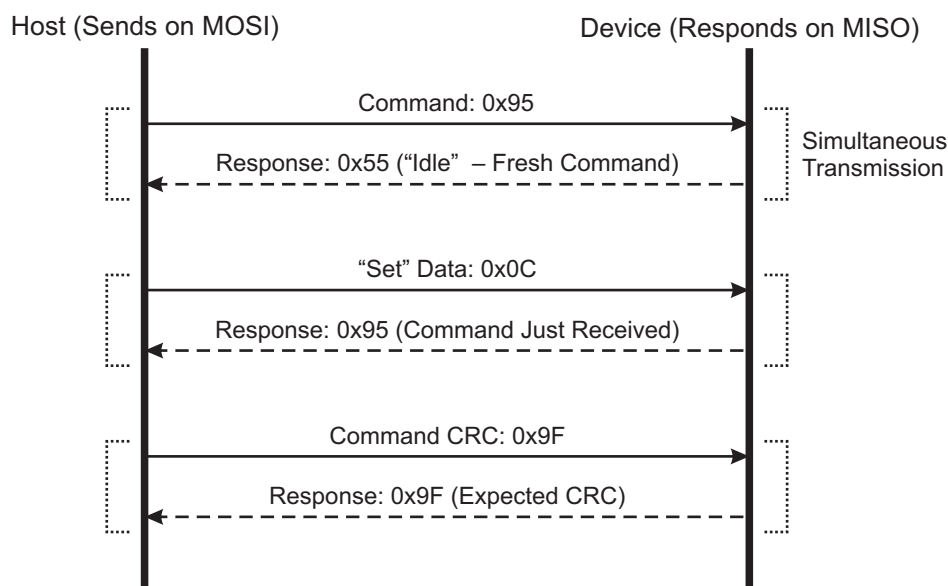 Host (Sends on MOSI)
Device (Responds on MISO)
Command: 0x95
Response: 0x55 (“Idle” – Fresh Command)
Simultaneous
Transmission
“Set” Data: 0x0C
Response: 0x95 (Command Just Received)
Command CRC: 0x9F
Response: 0x9F (Expected CRC)